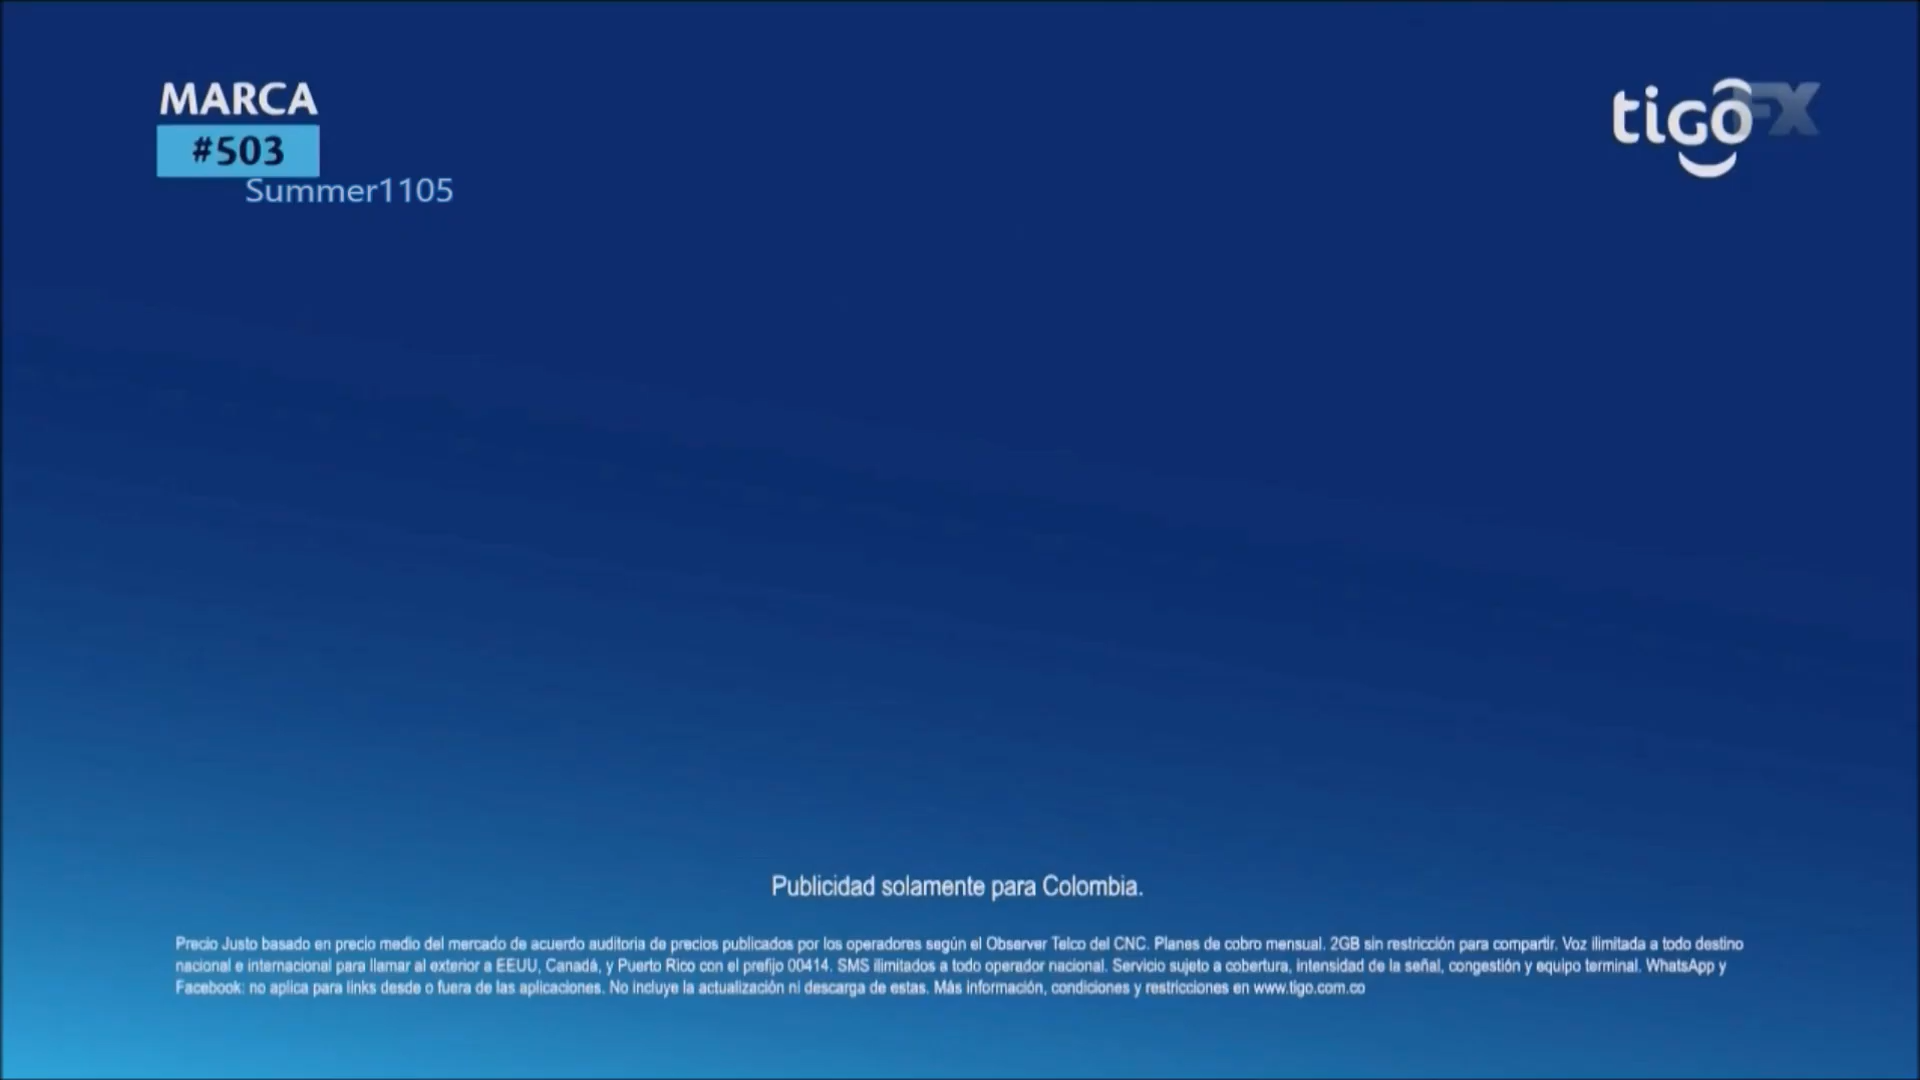 MARCA
#503
Summer1105
tigo
FX
Publicidad solamente para Colombia.
Precio Justo basado en precio medio del mercado de acuerdo auditoria de precios publicados por los operadores según el Observer Telco del CNC. Planes de cobro mensual. 2GB sin restricción para compartir. Voz ilimitada a todo destino
nacional e internacional para llamar al exterior a EEUU, Canadá, y Puerto Rico con el prefijo 00414. SMS ilimitados a todo operador nacional. Servicio sujeto a cobertura, intensidad de la señal, congestión y equipo terminal. WhatsApp y
Facebook: no aplica para links desde o fuera de las aplicaciones. No incluye la actualización ni descarga de estas. Más información, condiciones y restricciones en www.tigo.com.co